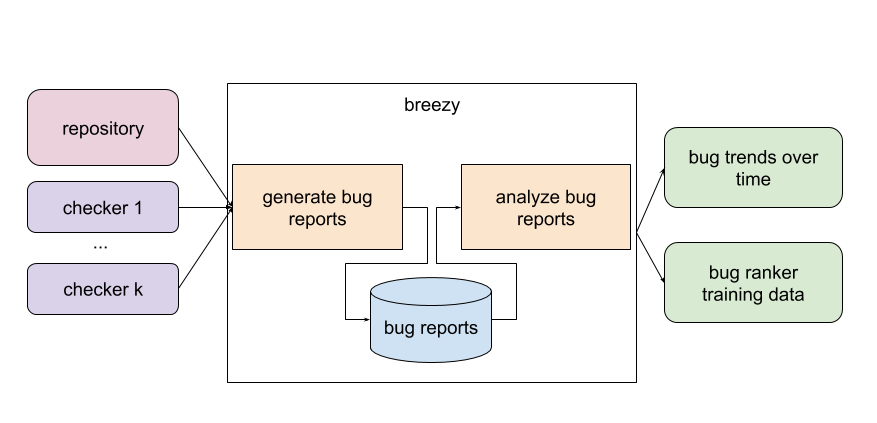 breezy
repository
checker 1
...
checker k
generate bug
reports
analyze bug
reports
bug reports
bug trends over
time
bug ranker
training data